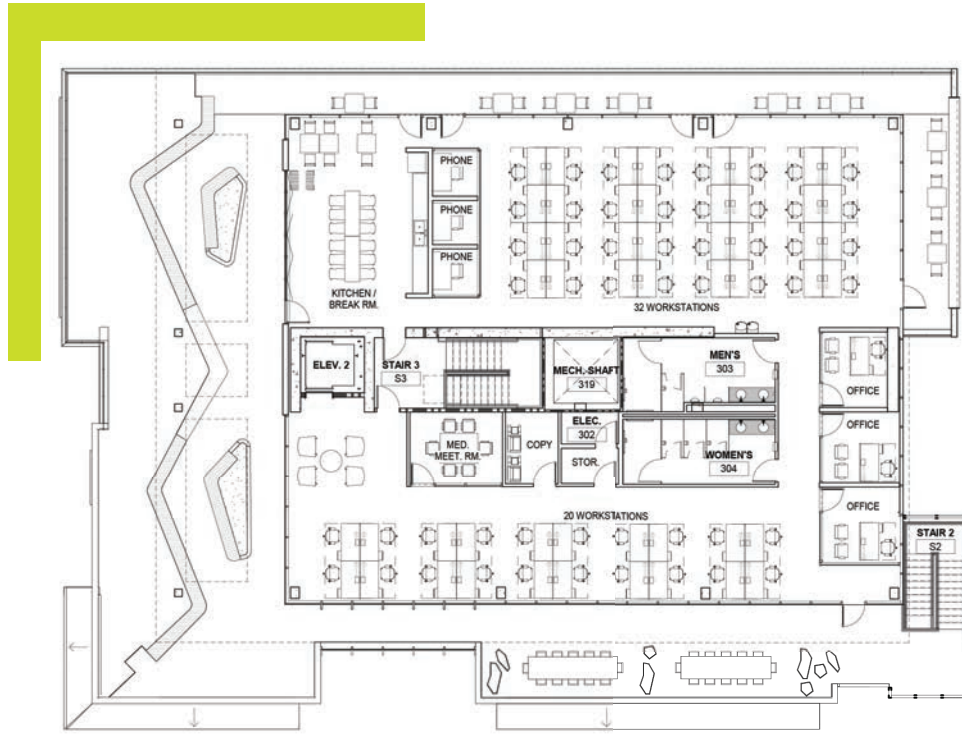 PHONE
PHONE
PHONE
KITCHEN /
BREAK RM.
32 WORKSTATIONS
ELEV. 2
STAIR 3
S3
MECH. SHAFT
319
MEN'S
303
OFFICE
ELEC.
302
MED.
MEET. RM.
COPY
STOR.
WOMEN'S
304
OFFICE
20 WORKSTATIONS
OFFICE
STAIR 2
S2